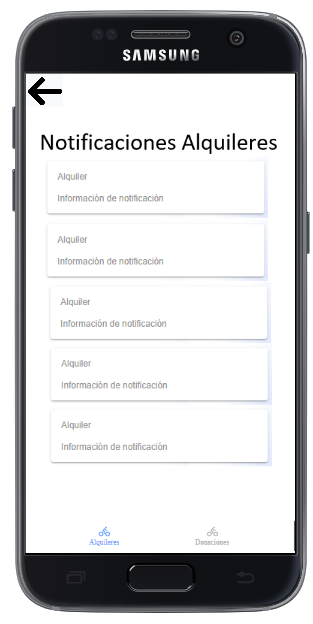 SAMSUNG
Notificaciones Alquileres
Alquiler
Información de notificación
Alquiler
Información de notificación
Alquiler
Información de notificación
Alquiler
Información de notificación
Alquiler
Información de notificación
Alquileres
Donaciones